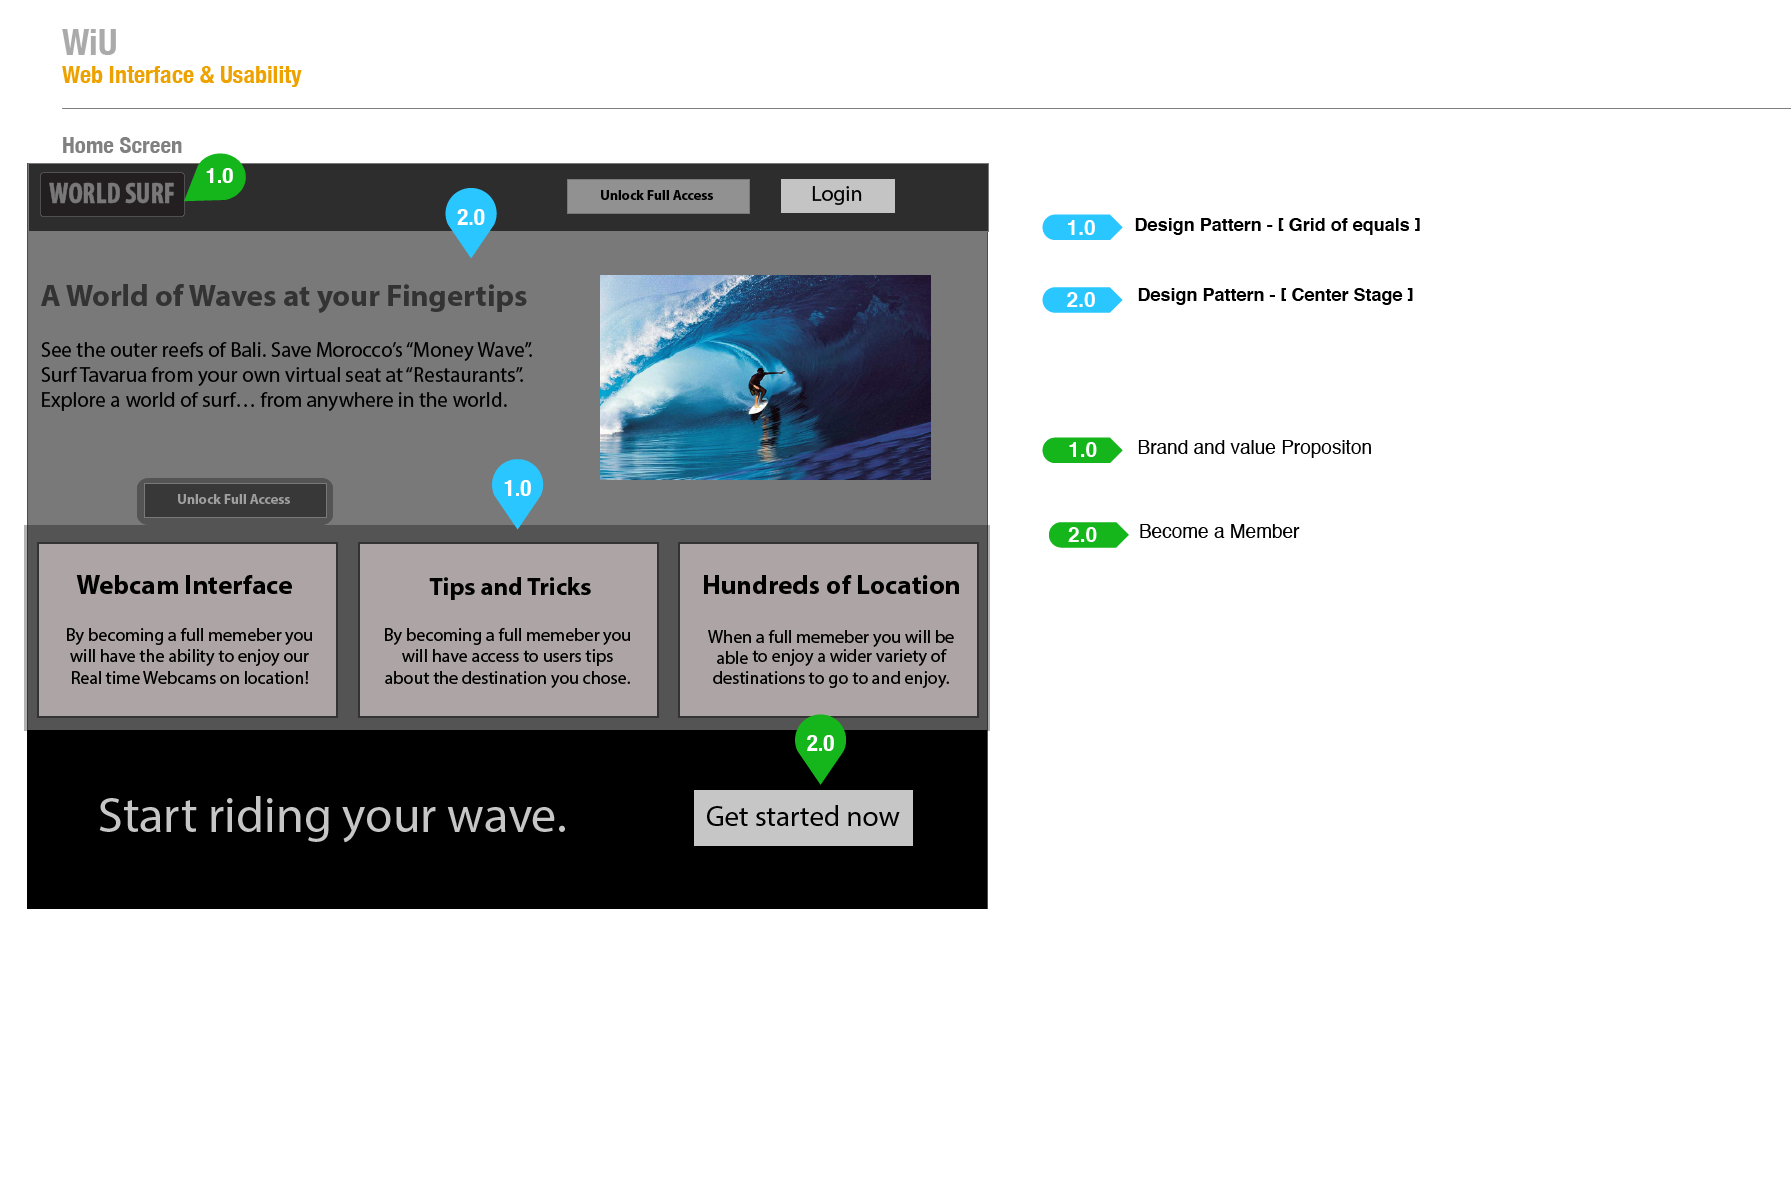 WiU
Web Interface & Usability
Home Screen
WORLD SURF
1.0
2.0
Unlock Full Access
Login
A World of Waves at your Fingertips
See the outer reefs of Bali. Save Morocco's “Money Wave”.
Surf Tavarua from your own virtual seat at “Restaurants”.
Explore a world of surf… from anywhere in the world.
Unlock Full Access
1.0
Webcam Interface
By becoming a full memeber you
will have the ability to enjoy our
Real time Webcams on location!
Tips and Tricks
By becoming a full memeber you
will have access to users tips
about the destination you chose.
Hundreds of Location
When a full memeber you will be
able to enjoy a wider variety of
destinations to go to and enjoy.
2.0
Start riding your wave.
Get started now
1.0 Design Pattern - [ Grid of equals ]
2.0 Design Pattern - [ Center Stage ]
1.0 Brand and value Propositon
2.0 Become a Member